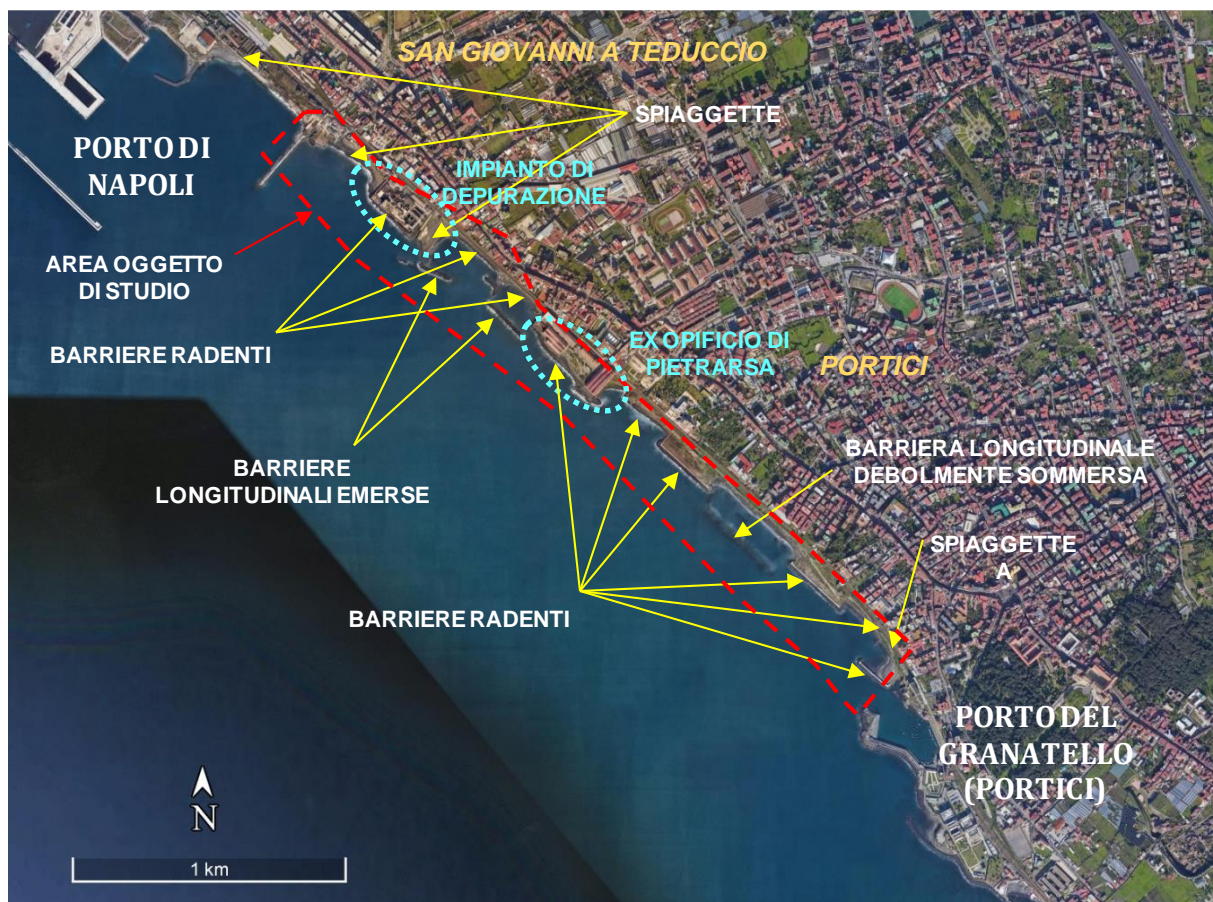 SAN GIOVANNI A TEDUCCIO
SPIAGGETTE
PORTO DI
NAPOLI
IMPIANTO DI
DEPURAZIONE
AREA OGGETTO
DI STUDIO
BARRIERE RADENTI
EX OPIFICIO DI
PIETRARSA
PORTICI
BARRIERE
LONGITUDINALI EMERSE
BARRIERA LONGITUDINALE
DEBOLMENTE SOMMERSA
SPIAGGETTE
A
BARRIERE RADENTI
PORTO DEL
GRANATELLO
(PORTICI)
N
1 km